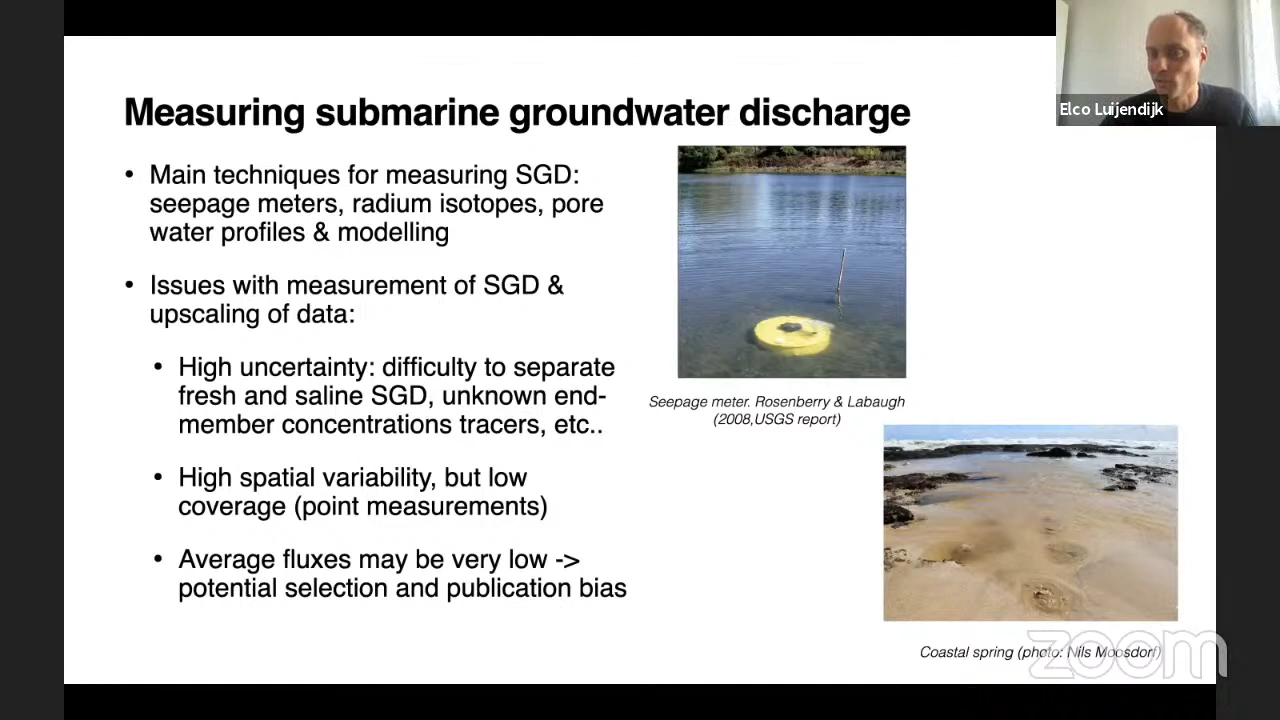 Elco Luijendijk
Measuring submarine groundwater discharge
• Main techniques for measuring SGD:
seepage meters, radium isotopes, pore
water profiles & modelling
• Issues with measurement of SGD &
upscaling of data:
• High uncertainty: difficulty to separate
fresh and saline SGD, unknown end-
member concentrations tracers, etc..
• High spatial variability, but low
coverage (point measurements)
• Average fluxes may be very low ->
potential selection and publication bias
Seepage meter. Rosenberry & Labaugh
(2008,USGS report)
Coastal spring (photo: Nils Moosdorf)
zoom